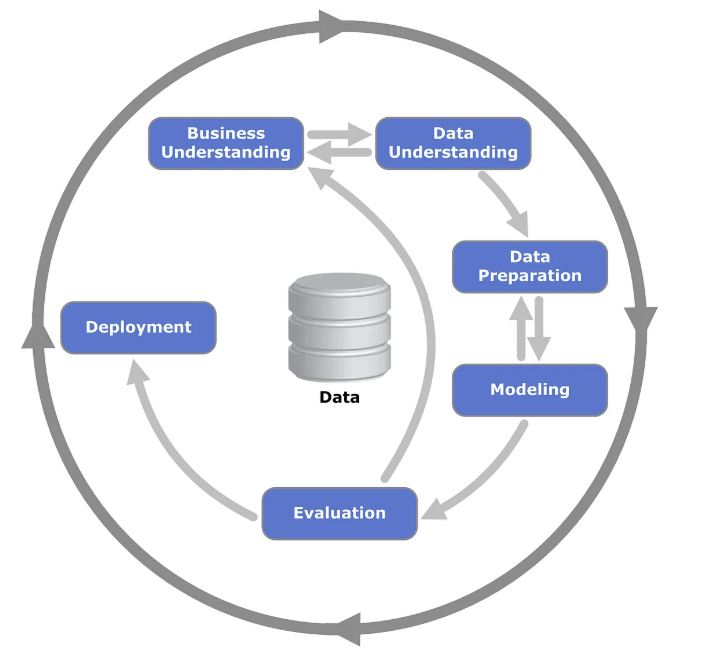 Business
Understanding
Data
Understanding
Data
Preparation
Modeling
Evaluation
Deployment
Data